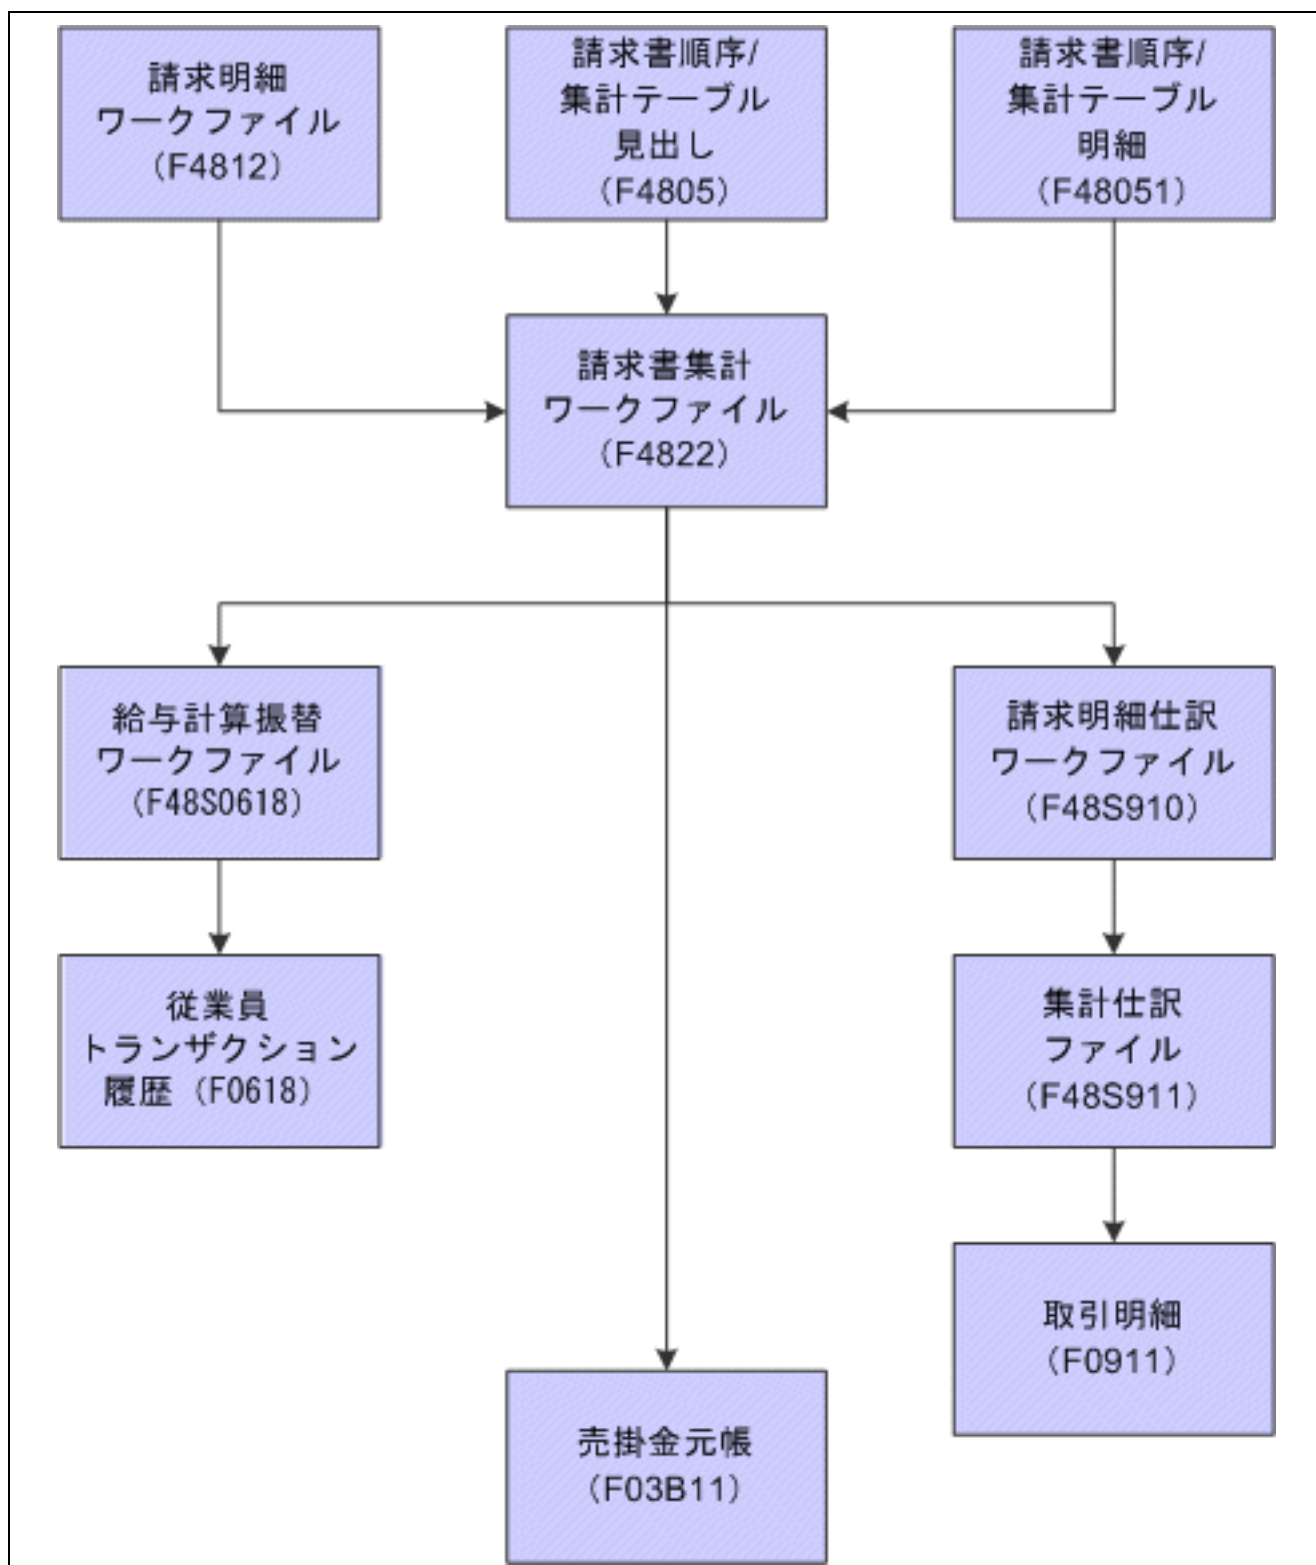 請求明細
ワークファイル
(F4812)
請求書順序/
集計テーブル
見出し
(F4805)
請求書順序/
集計テーブル
明細
(F48051)
請求書集計
ワークファイル
(F4822)
給与計算振替
ワークファイル
(F48S0618)
請求明細仕訳
ワークファイル
(F48S910)
従業員
トランザクション
履歴(F0618)
集計仕訳
ファイル
(F48S911)
取引明細
(F0911)
売掛金元帳
(F03B11)